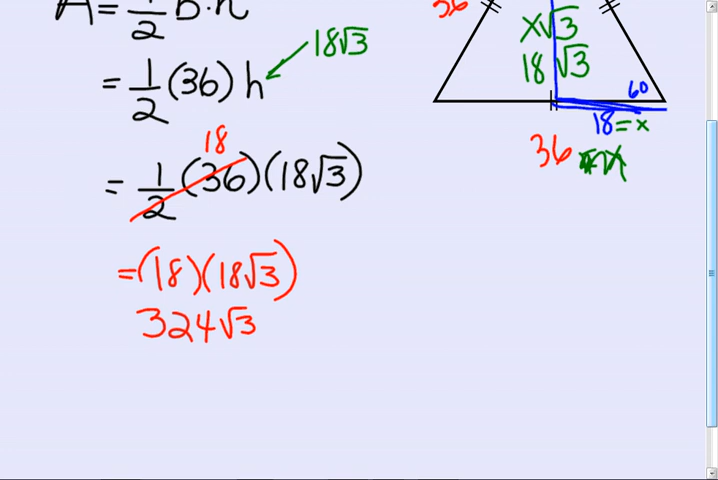 A = 1/2 b·h
36
18√3
x√3
= 1/2 (36) h
18 √3
60
18 = x
18
36
= 1/2 (36)(18√3)
= (18)(18√3)
324√3